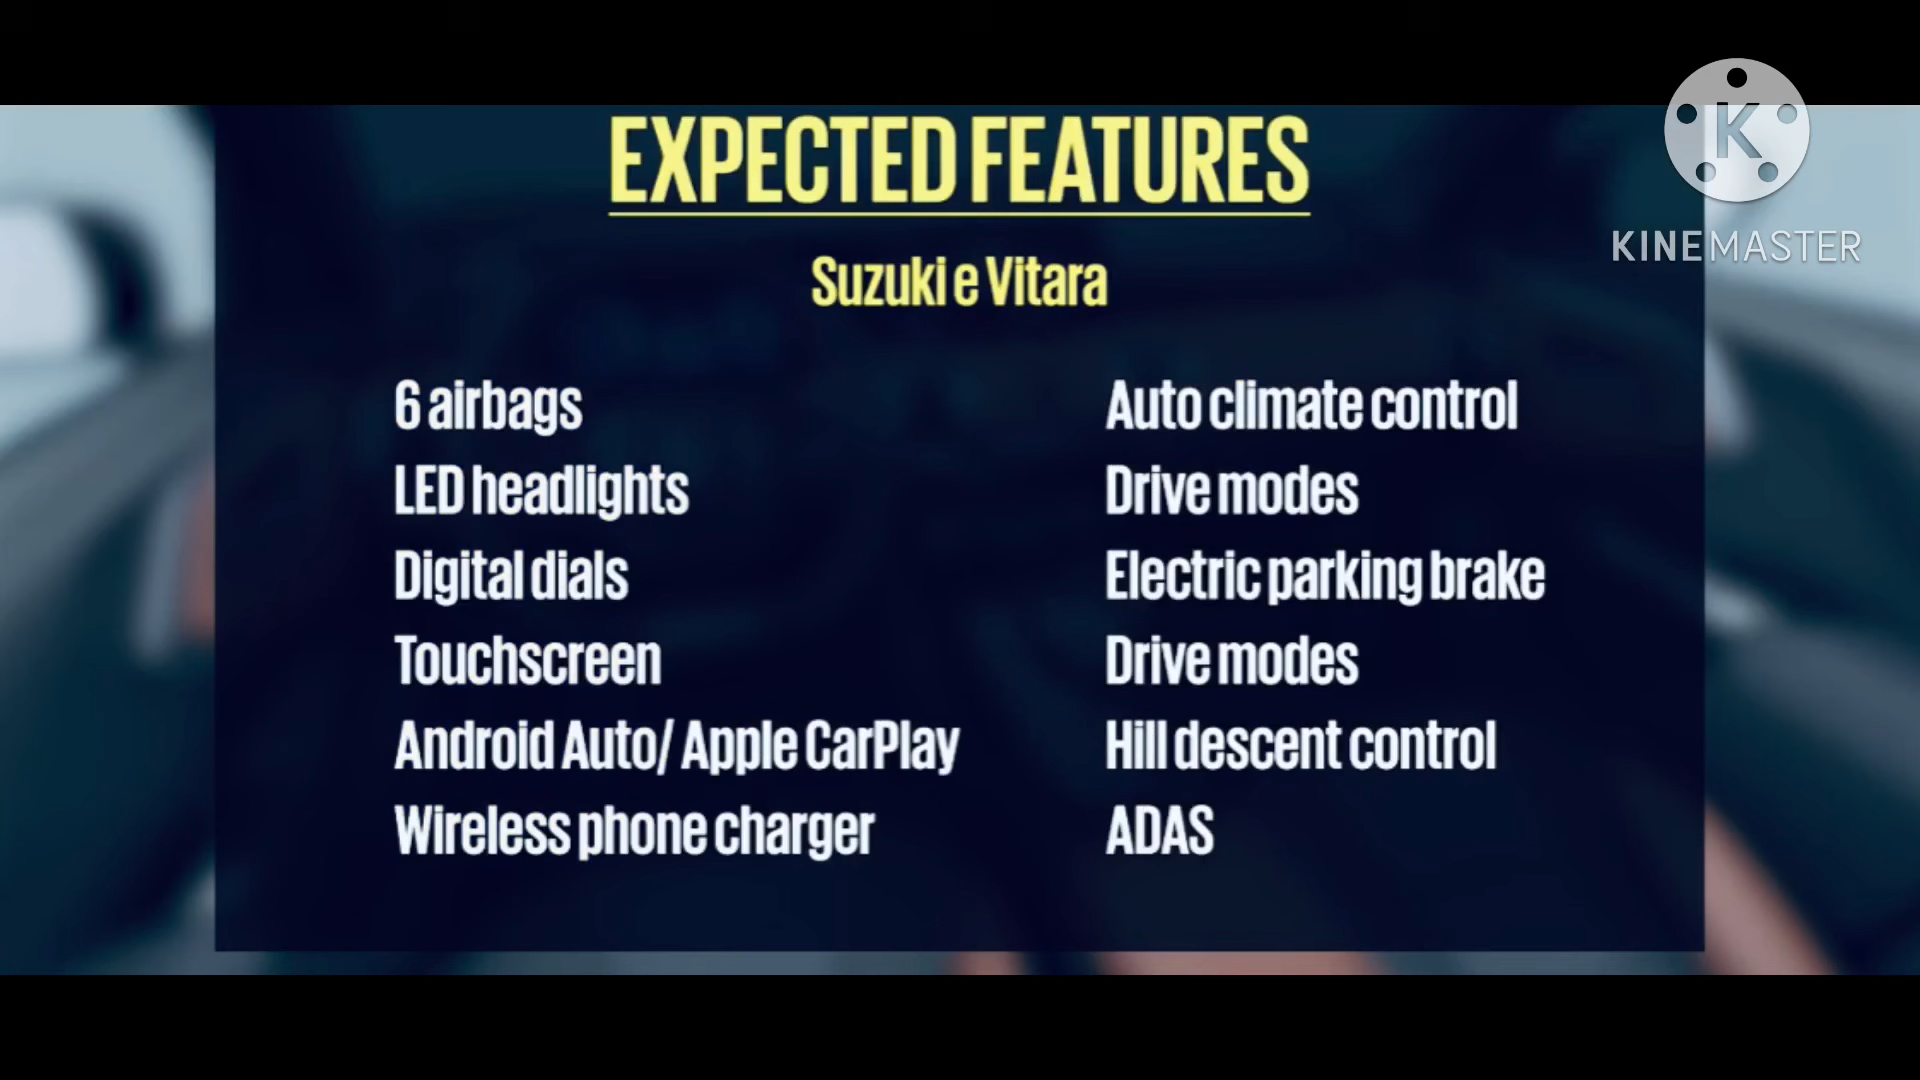 EXPECTED FEATURES
Suzuki e Vitara
6 airbags
LED headlights
Digital dials
Touchscreen
Android Auto/ Apple CarPlay
Wireless phone charger
Auto climate control
Drive modes
Electric parking brake
Drive modes
Hill descent control
ADAS
K
KINEMASTER